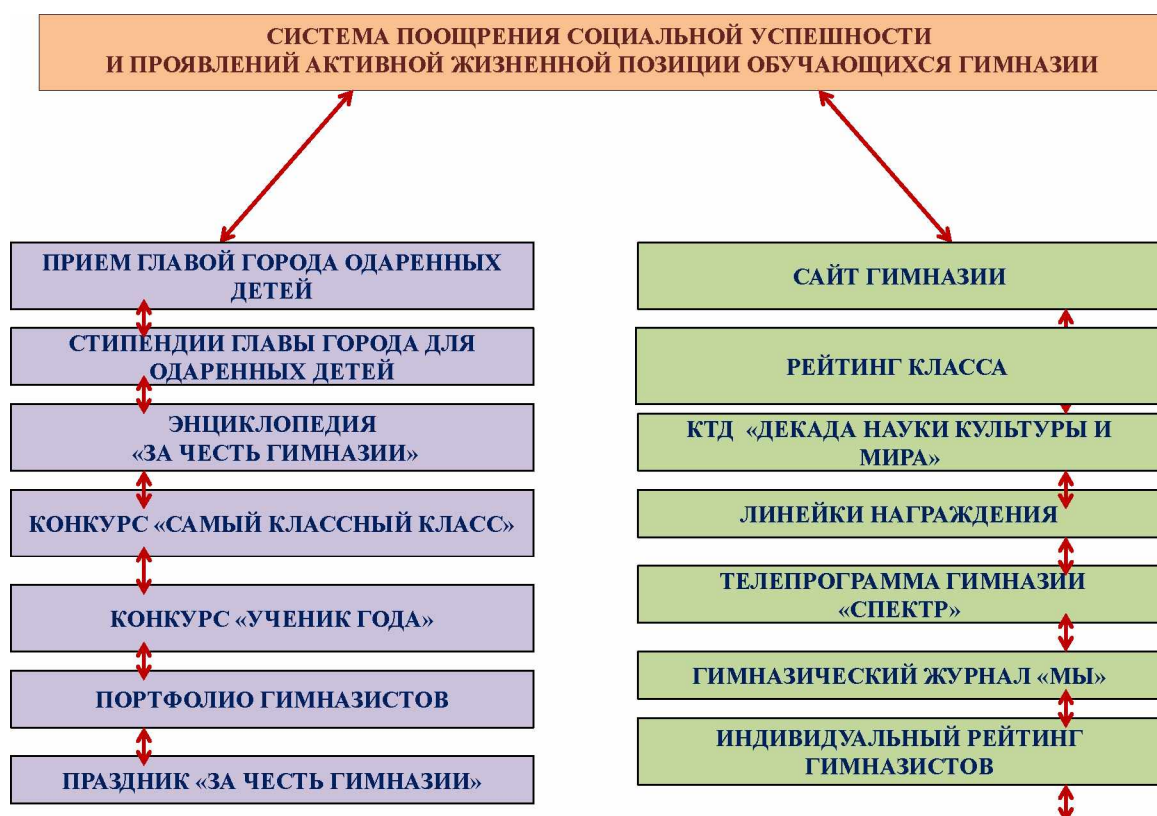 СИСТЕМА ПООЩРЕНИЯ СОЦИАЛЬНОЙ УСПЕШНОСТИ
И ПРОЯВЛЕНИЙ АКТИВНОЙ ЖИЗНЕННОЙ ПОЗИЦИИ ОБУЧАЮЩИХСЯ ГИМНАЗИИ
ПРИЕМ ГЛАВОЙ ГОРОДА ОДАРЕННЫХ
ДЕТЕЙ
СТИПЕНДИИ ГЛАВЫ ГОРОДА ДЛЯ
ОДАРЕННЫХ ДЕТЕЙ
ЭНЦИКЛОПЕДИЯ
«ЗА ЧЕСТЬ ГИМНАЗИИ»
КОНКУРС «САМЫЙ КЛАССНЫЙ КЛАСС»
КОНКУРС «УЧЕНИК ГОДА»
ПОРТФОЛИО ГИМНАЗИСТОВ
ПРАЗДНИК «ЗА ЧЕСТЬ ГИМНАЗИИ»
САЙТ ГИМНАЗИИ
РЕЙТИНГ КЛАССА
КТД «ДЕКАДА НАУКИ КУЛЬТУРЫ И
МИРА»
ЛИНЕЙКИ НАГРАЖДЕНИЯ
ТЕЛЕПРОГРАММА ГИМНАЗИИ
«СПЕКТР»
ГИМНАЗИЧЕСКИЙ ЖУРНАЛ «МЫ»
ИНДИВИДУАЛЬНЫЙ РЕЙТИНГ
ГИМНАЗИСТОВ